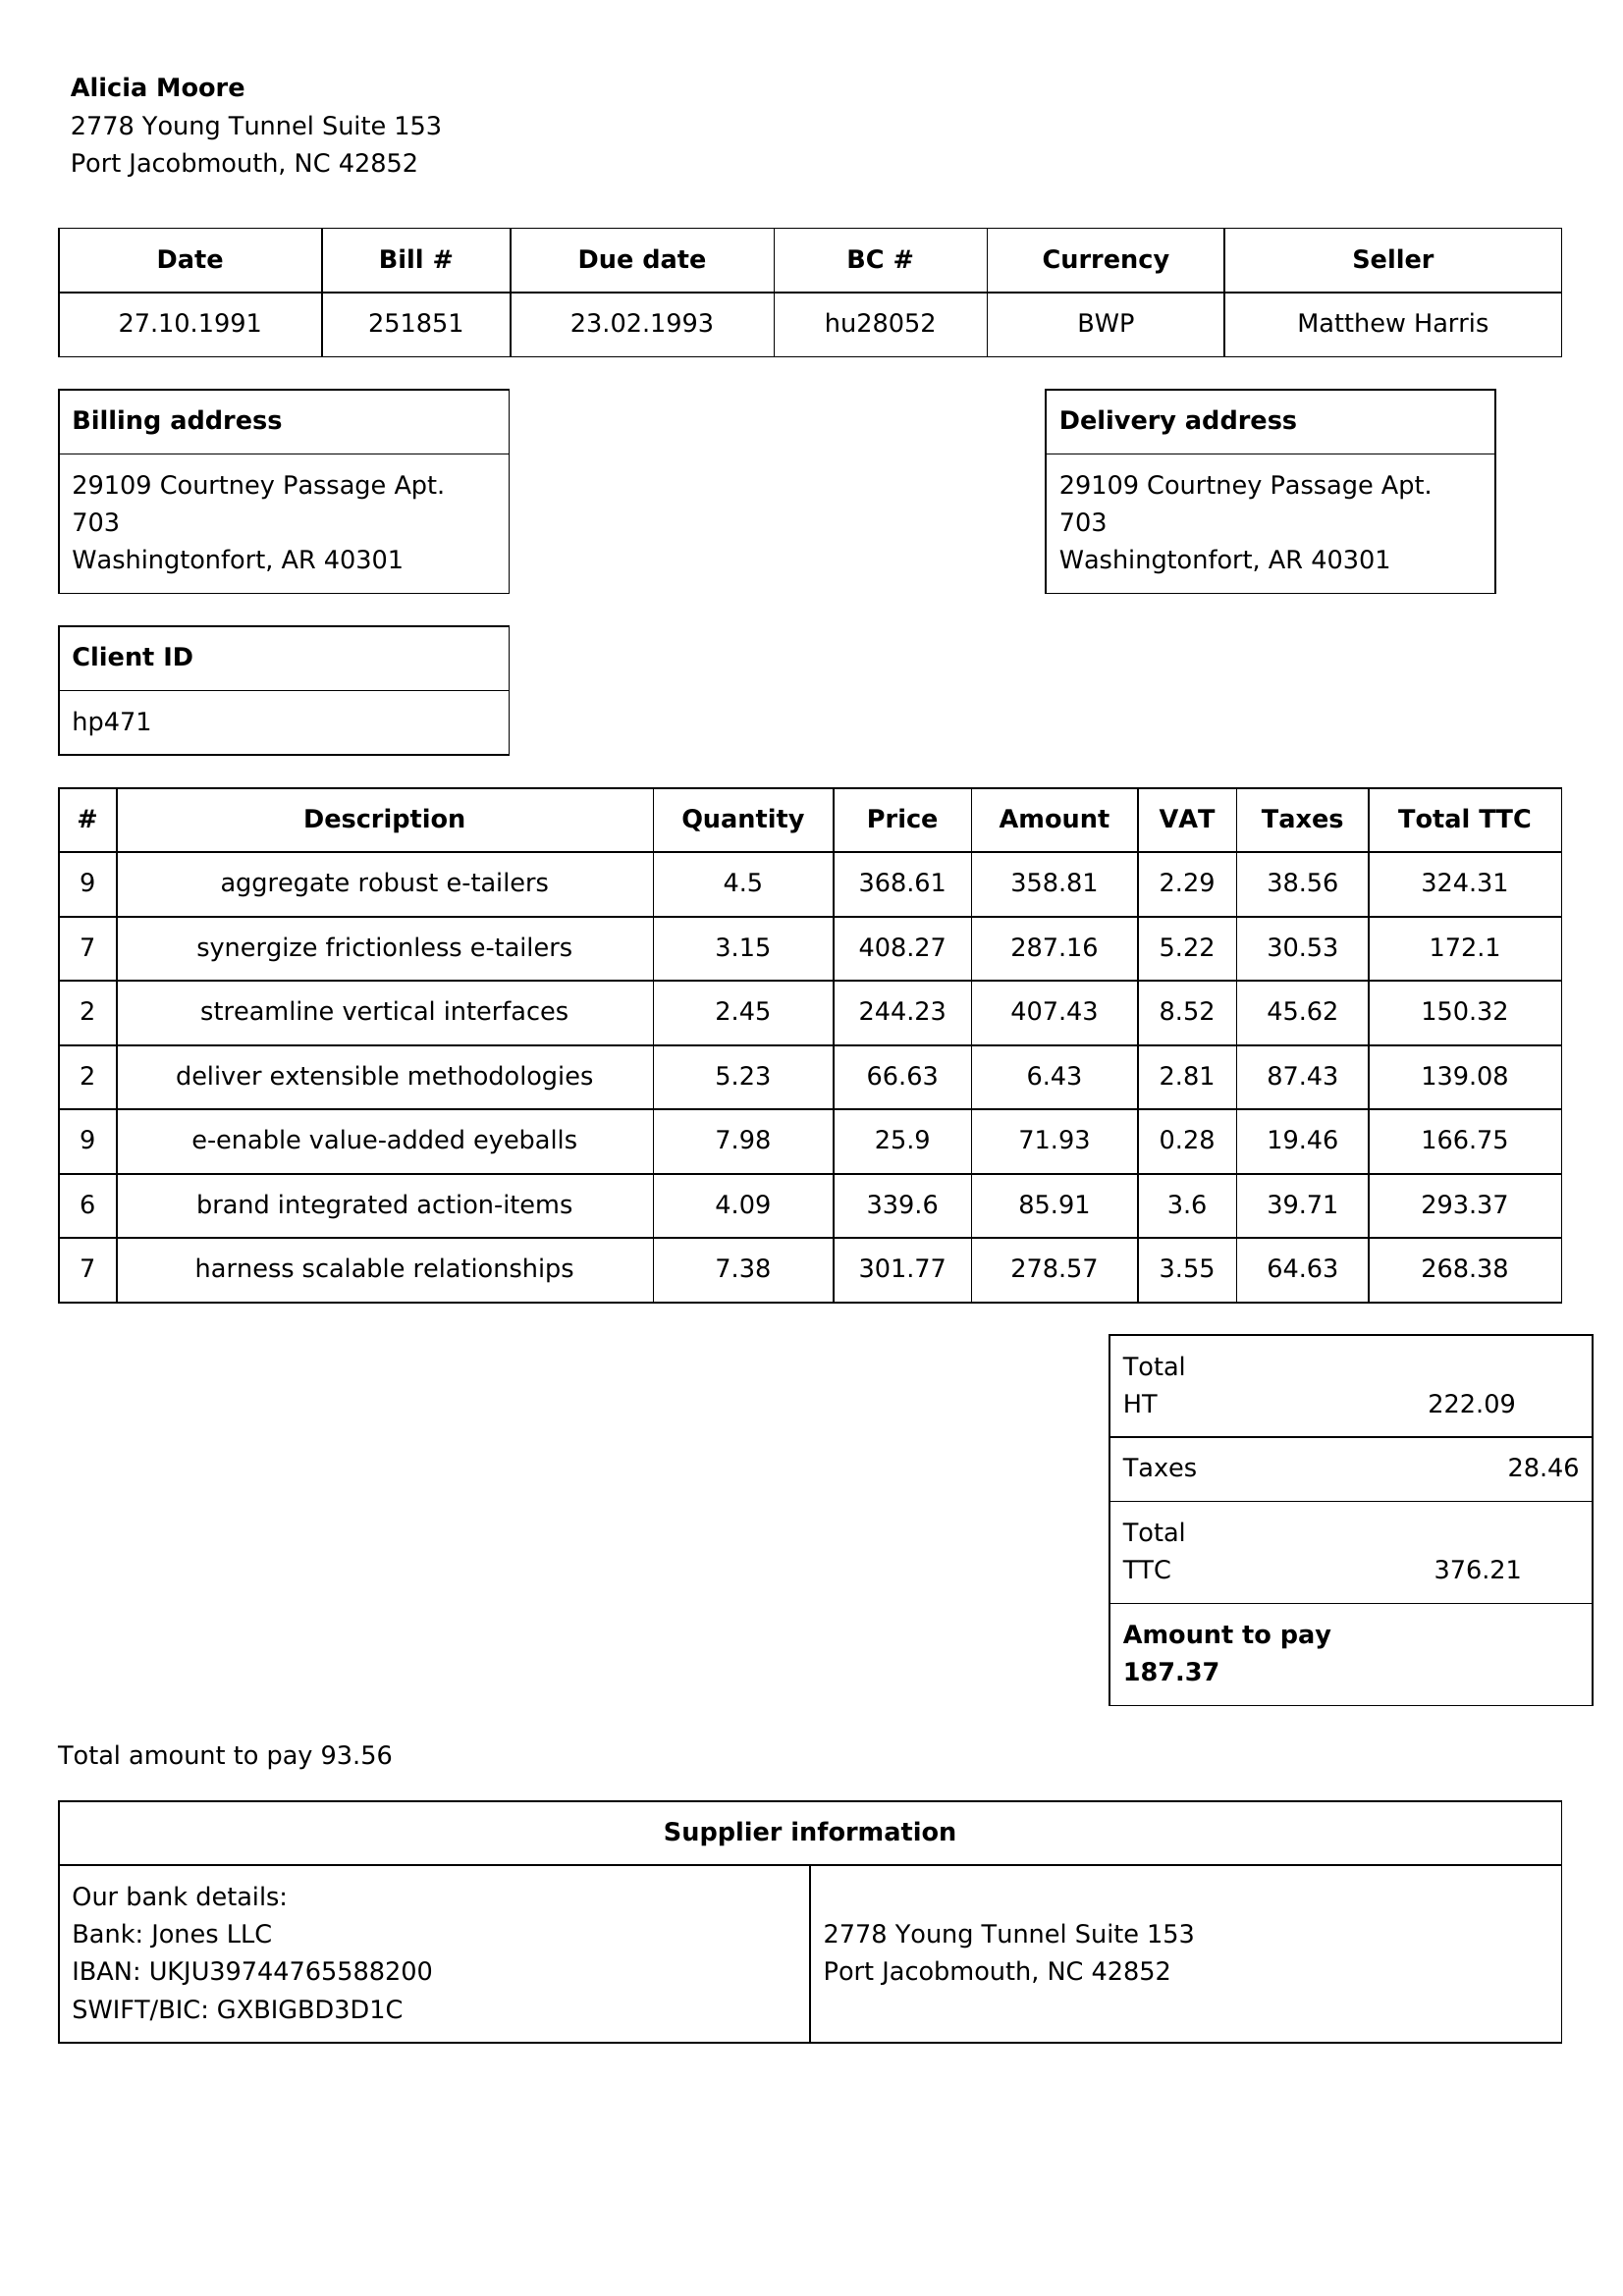 Alicia Moore
2778 Young Tunnel Suite 153
Port Jacobmouth, NC 42852
Date Bill # Due date BC # Currency Seller
27.10.1991 251851 23.02.1993 hu28052 BWP Matthew Harris
Billing address
29109 Courtney Passage Apt.
703
Washingtonfort, AR 40301
Delivery address
29109 Courtney Passage Apt.
703
Washingtonfort, AR 40301
Client ID
hp471
# Description Quantity Price Amount VAT Taxes Total TTC
9 aggregate robust e-tailers 4.5 368.61 358.81 2.29 38.56 324.31
7 synergize frictionless e-tailers 3.15 408.27 287.16 5.22 30.53 172.1
2 streamline vertical interfaces 2.45 244.23 407.43 8.52 45.62 150.32
2 deliver extensible methodologies 5.23 66.63 6.43 2.81 87.43 139.08
9 e-enable value-added eyeballs 7.98 25.9 71.93 0.28 19.46 166.75
6 brand integrated action-items 4.09 339.6 85.91 3.6 39.71 293.37
7 harness scalable relationships 7.38 301.77 278.57 3.55 64.63 268.38
Total
HT 222.09
Taxes 28.46
Total
TTC 376.21
Amount to pay
187.37
Total amount to pay 93.56
Supplier information
Our bank details:
Bank: Jones LLC
IBAN: UKJU39744765588200
SWIFT/BIC: GXBIGBD3D1C
2778 Young Tunnel Suite 153
Port Jacobmouth, NC 42852